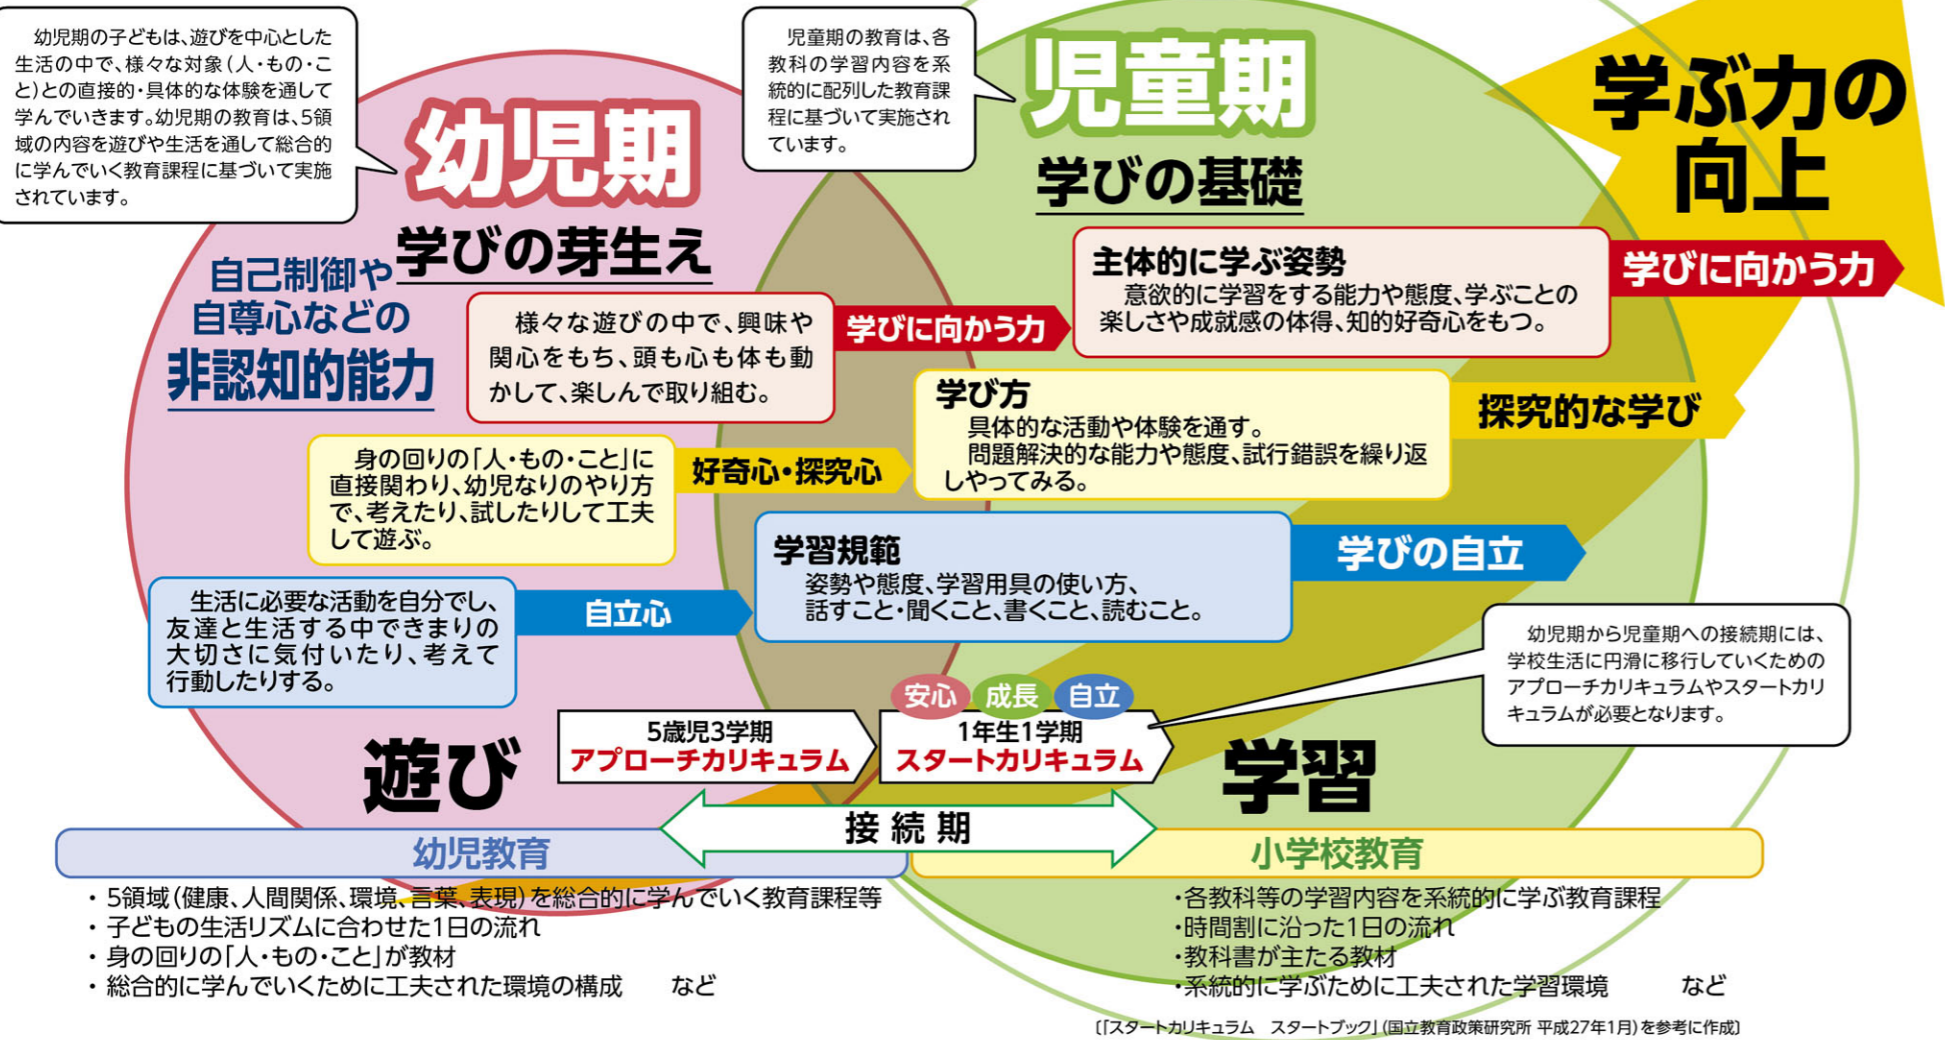 幼児期の子どもは、遊びを中心とした
生活の中で、様々な対象(人・もの・こ
と)との直接的・具体的な体験を通して
学んでいきます。幼児期の教育は、5領
域の内容を遊びや生活を通して総合的
に学んでいく教育課程に基づいて実施
されています。
児童期の教育は、各
教科の学習内容を系
統的に配列した教育課
程に基づいて実施され
ています。
幼児期
学びの芽生え
児童期
学びの基礎
学ぶ力の
向上
自己制御や
自尊心などの
非認知的能力
様々な遊びの中で、興味や
関心をもち、頭も心も体も動
かして、楽しんで取り組む。
学びに向かう力
主体的に学ぶ姿勢
意欲的に学習をする能力や態度、学ぶことの
楽しさや成就感の体得、知的好奇心をもつ。
学びに向かう力
身の回りの「人・もの・こと」に
直接関わり、幼児なりのやり方
で、考えたり、試したりして工夫
して遊ぶ。
好奇心・探究心
学び方
具体的な活動や体験を通す。
問題解決的な能力や態度、試行錯誤を繰り返
しやってみる。
探究的な学び
生活に必要な活動を自分でし、
友達と生活する中できまりの
大切さに気付いたり、考えて
行動したりする。
自立心
学習規範
姿勢や態度、学習用具の使い方、
話すこと・聞くこと、書くこと、読むこと。
学びの自立
幼児期から児童期への接続期には、
学校生活に円滑に移行していくための
アプローチカリキュラムやスタートカリ
キュラムが必要となります。
安心 成長 自立
5歳児3学期
アプローチカリキュラム
1年生1学期
スタートカリキュラム
遊び
学習
接続期
幼児教育
小学校教育
・5領域(健康、人間関係、環境、言葉、表現)を総合的に学んでいく教育課程等
・子どもの生活リズムに合わせた1日の流れ
・身の回りの「人・もの・こと」が教材
・総合的に学んでいくために工夫された環境の構成 など
・各教科等の学習内容を系統的に学ぶ教育課程
・時間割に沿った1日の流れ
・教科書が主たる教材
・系統的に学ぶために工夫された学習環境 など
〔「スタートカリキュラム スタートブック」(国立教育政策研究所 平成27年1月)を参考に作成〕